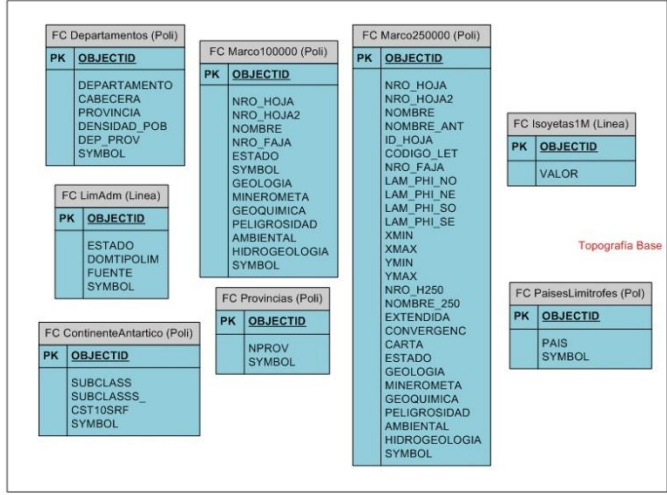 FC Departamentos (Poli)
PK OBJECTID
DEPARTAMENTO
CABECERA
PROVINCIA
DENSIDAD_POB
DEP_PROV
SYMBOL
FC LimAdm (Linea)
PK OBJECTID
ESTADO
DOMTIPOLIM
FUENTE
SYMBOL
FC ContinenteAntartico (Poli)
PK OBJECTID
SUBCLASS
SUBCLASSS_
CST10SRF
SYMBOL
FC Marco100000 (Poli)
PK OBJECTID
NRO_HOJA
NRO_HOJA2
NOMBRE
NRO_FAJA
ESTADO
SYMBOL
GEOLOGIA
MINEROMETA
GEOQUIMICA
PELIGROSIDAD
AMBIENTAL
HIDROGEOLOGIA
SYMBOL
FC Provincias (Poli)
PK OBJECTID
NPROV
SYMBOL
FC Marco250000 (Poli)
PK OBJECTID
NRO_HOJA
NRO_HOJA2
NOMBRE
NOMBRE_ANT
ID_HOJA
CODIGO_LET
NRO_FAJA
LAM_PHI_NO
LAM_PHI_NE
LAM_PHI_SO
LAM_PHI_SE
XMIN
XMAX
YMIN
YMAX
NRO_H250
NOMBRE_250
EXTENDIDA
CONVERGENC
CARTA
ESTADO
GEOLOGIA
MINEROMETA
GEOQUIMICA
PELIGROSIDAD
AMBIENTAL
HIDROGEOLOGIA
SYMBOL
FC Isoyetas1M (Linea)
PK OBJECTID
VALOR
Topografia Base
FC PaisesLimitrofes (Pol)
PK OBJECTID
PAIS
SYMBOL